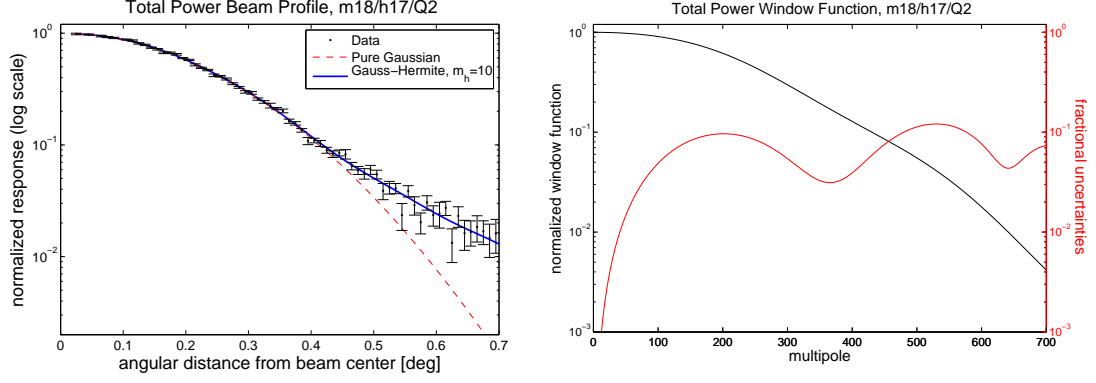 Total Power Beam Profile, m18/h17/Q2
Data
Pure Gaussian
Gauss−Hermite, m_h=10
normalized response (log scale)
10^0
10^−1
10^−2
0 0.1 0.2 0.3 0.4 0.5 0.6 0.7
angular distance from beam center [deg]
Total Power Window Function, m18/h17/Q2
normalized window function
10^0
10^−1
10^−2
10^−3
0 100 200 300 400 500 600 700
multipole
10^0
10^−1
10^−2
10^−3
fractional uncertainties